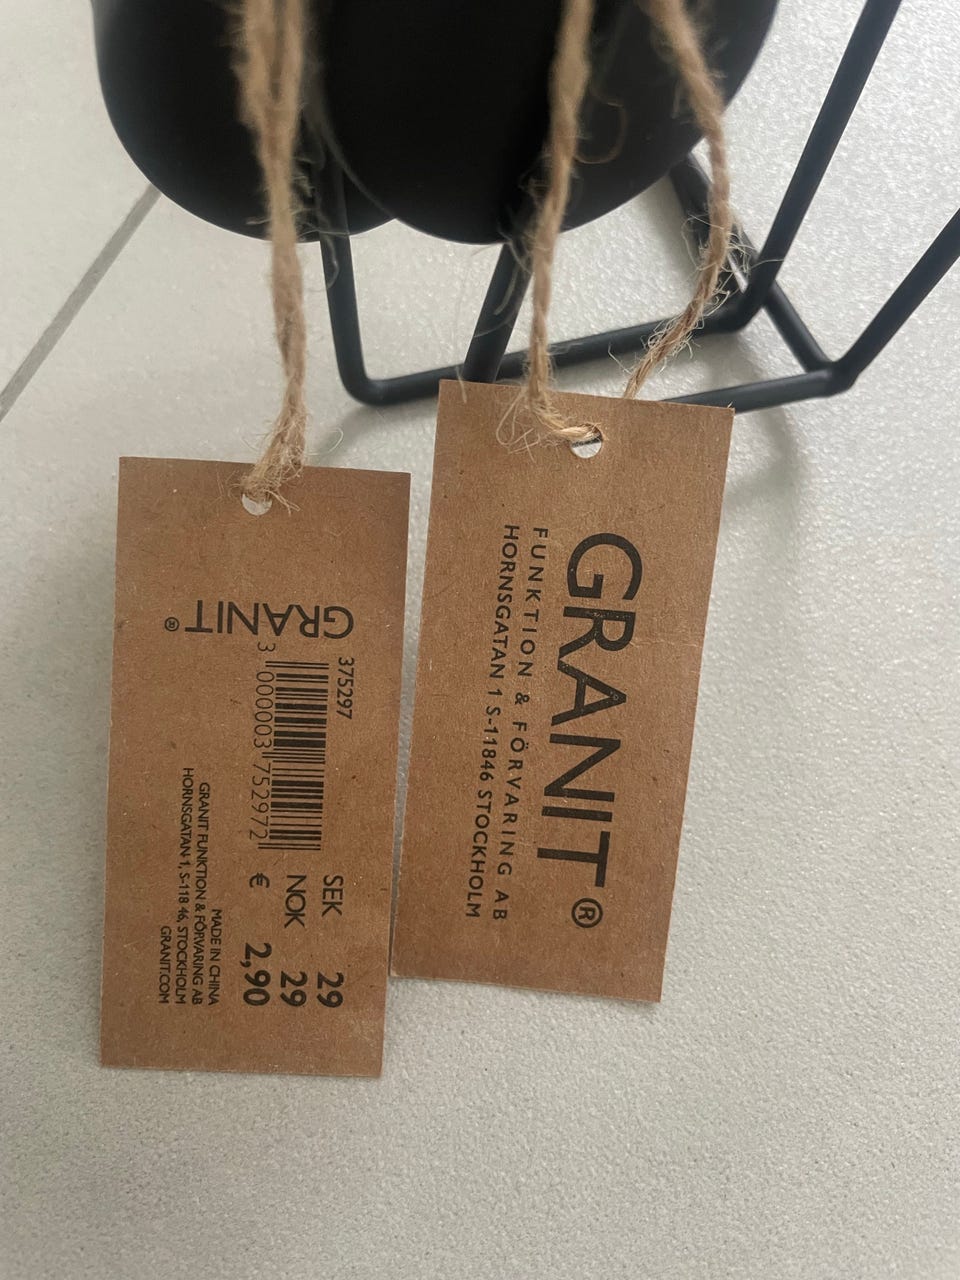 GRANIT®
375297
3 000003 752972
SEK 29
NOK 29
€ 2,90
MADE IN CHINA
GRANIT FUNKTION & FÖRVARING AB
HORNSGATAN 1, S-118 46, STOCKHOLM
GRANIT.COM
GRANIT®
FUNKTION & FÖRVARING AB
HORNSGATAN 1 S-11846 STOCKHOLM